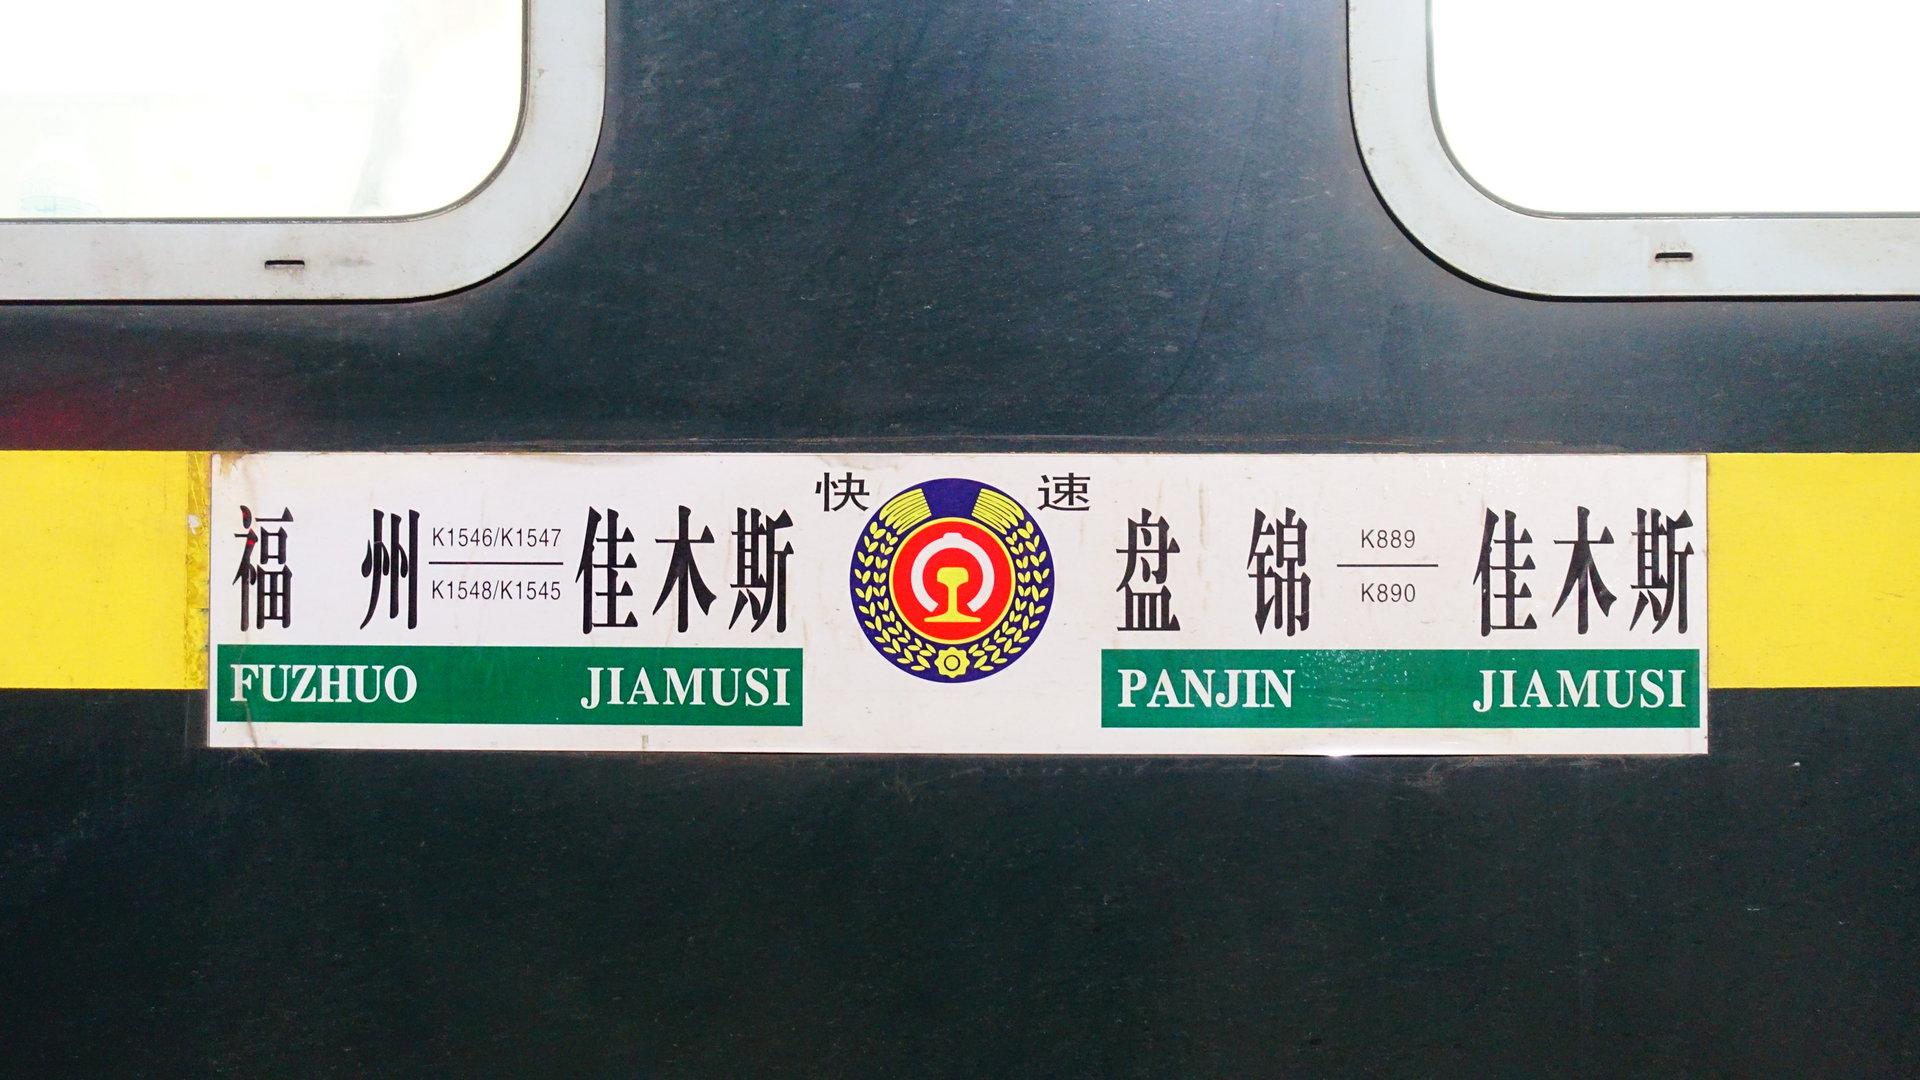 快 速
福 州 K1546/K1547 佳木斯
K1548/K1545
FUZHUO JIAMUSI
盘 锦 K889 佳木斯
K890
PANJIN JIAMUSI